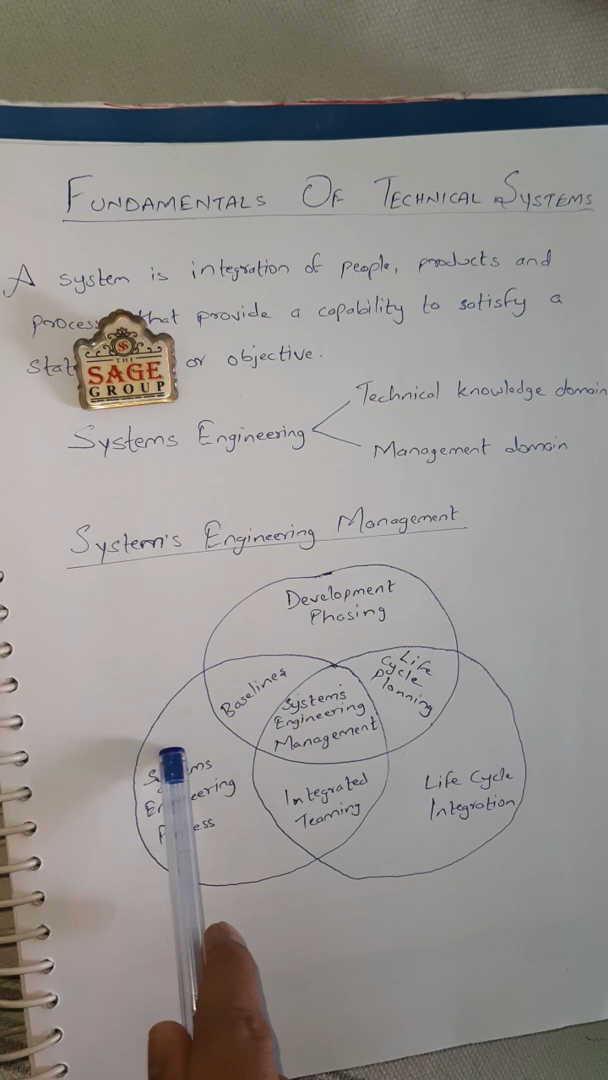 FUNDAMENTALS OF TECHNICAL SYSTEMS
A system is integration of people, products and
that provide a capability to satisfy a
or objective.
THE
SAGE
GROUP
Systems Engineering
Technical knowledge domain
Management domain
System's Engineering Management
Development
Phasing
Baselines
Life
Cycle
Planning
Systems
Engineering
Management
Integrated
Teaming
Life Cycle
Integration